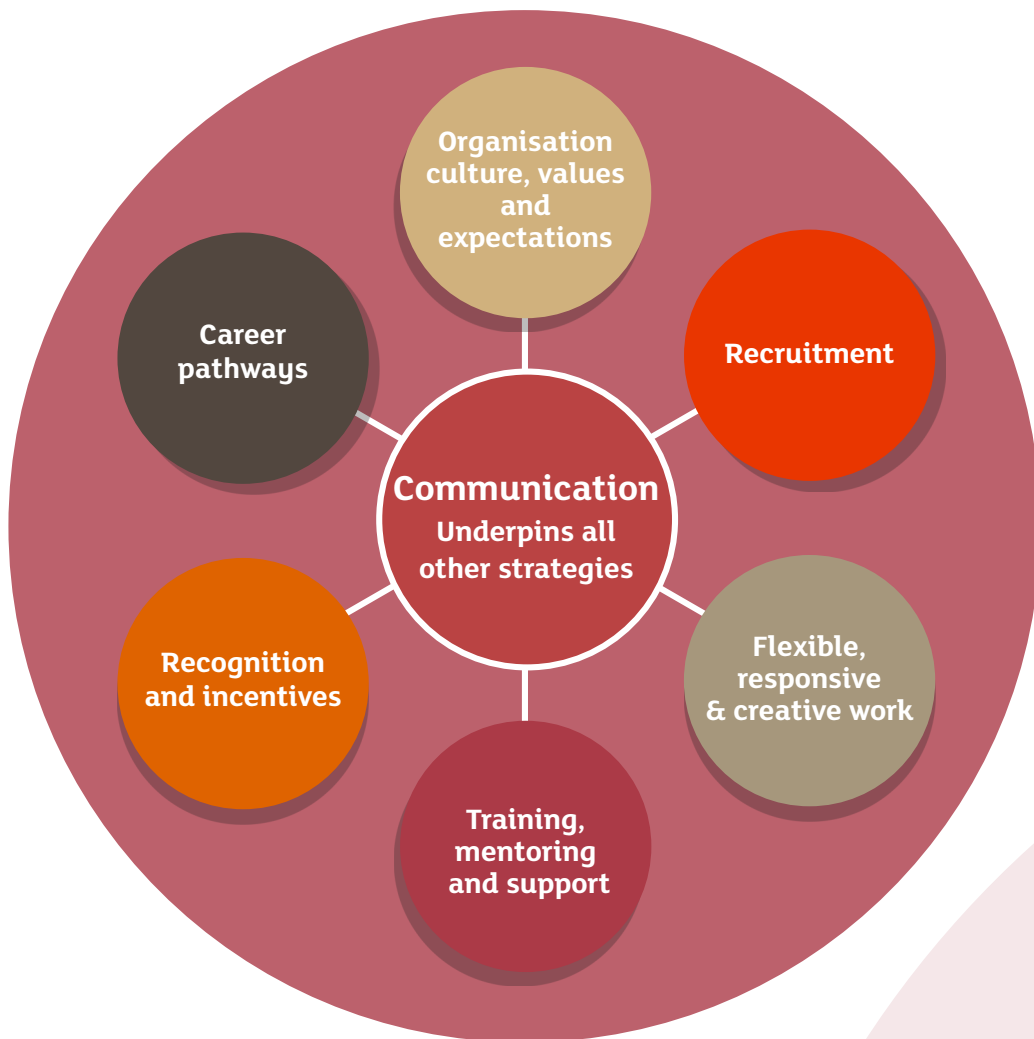 Organisation
culture, values
and
expectations
Career
pathways
Recruitment
Communication
Underpins all
other strategies
Recognition
and incentives
Flexible,
responsive
& creative work
Training,
mentoring
and support